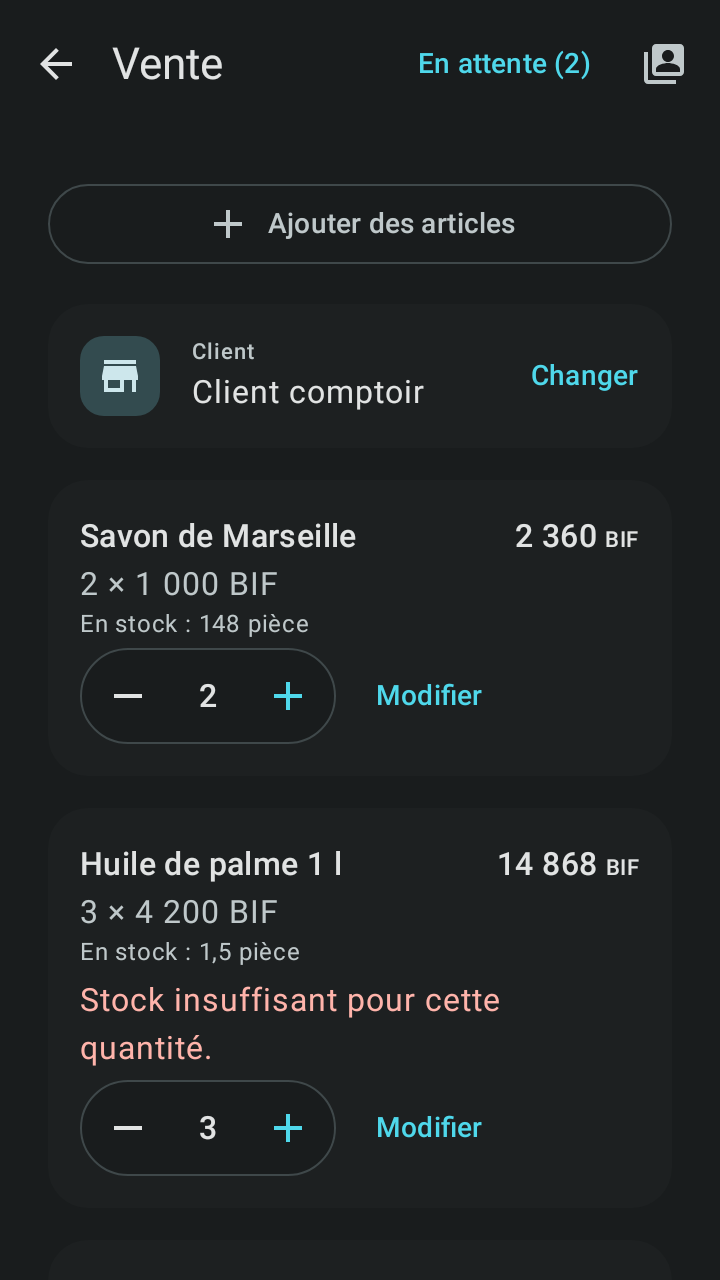 Vente
En attente (2)
Ajouter des articles
Client
Client comptoir
Changer
Savon de Marseille
2 360 BIF
2 × 1 000 BIF
En stock : 148 pièce
2
Modifier
Huile de palme 1 l
14 868 BIF
3 × 4 200 BIF
En stock : 1,5 pièce
Stock insuffisant pour cette
quantité.
3
Modifier